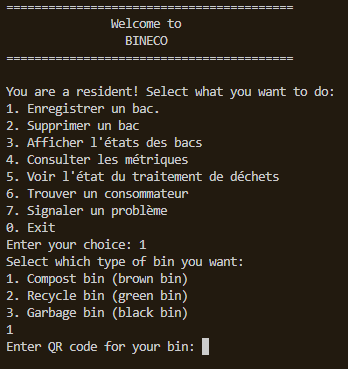 =========================================
Welcome to
BINECO
=========================================
You are a resident! Select what you want to do:
1. Enregistrer un bac.
2. Supprimer un bac
3. Afficher l'états des bacs
4. Consulter les métriques
5. Voir l'état du traitement de déchets
6. Trouver un consommateur
7. Signaler un problème
0. Exit
Enter your choice: 1
Select which type of bin you want:
1. Compost bin (brown bin)
2. Recycle bin (green bin)
3. Garbage bin (black bin)
1
Enter QR code for your bin: